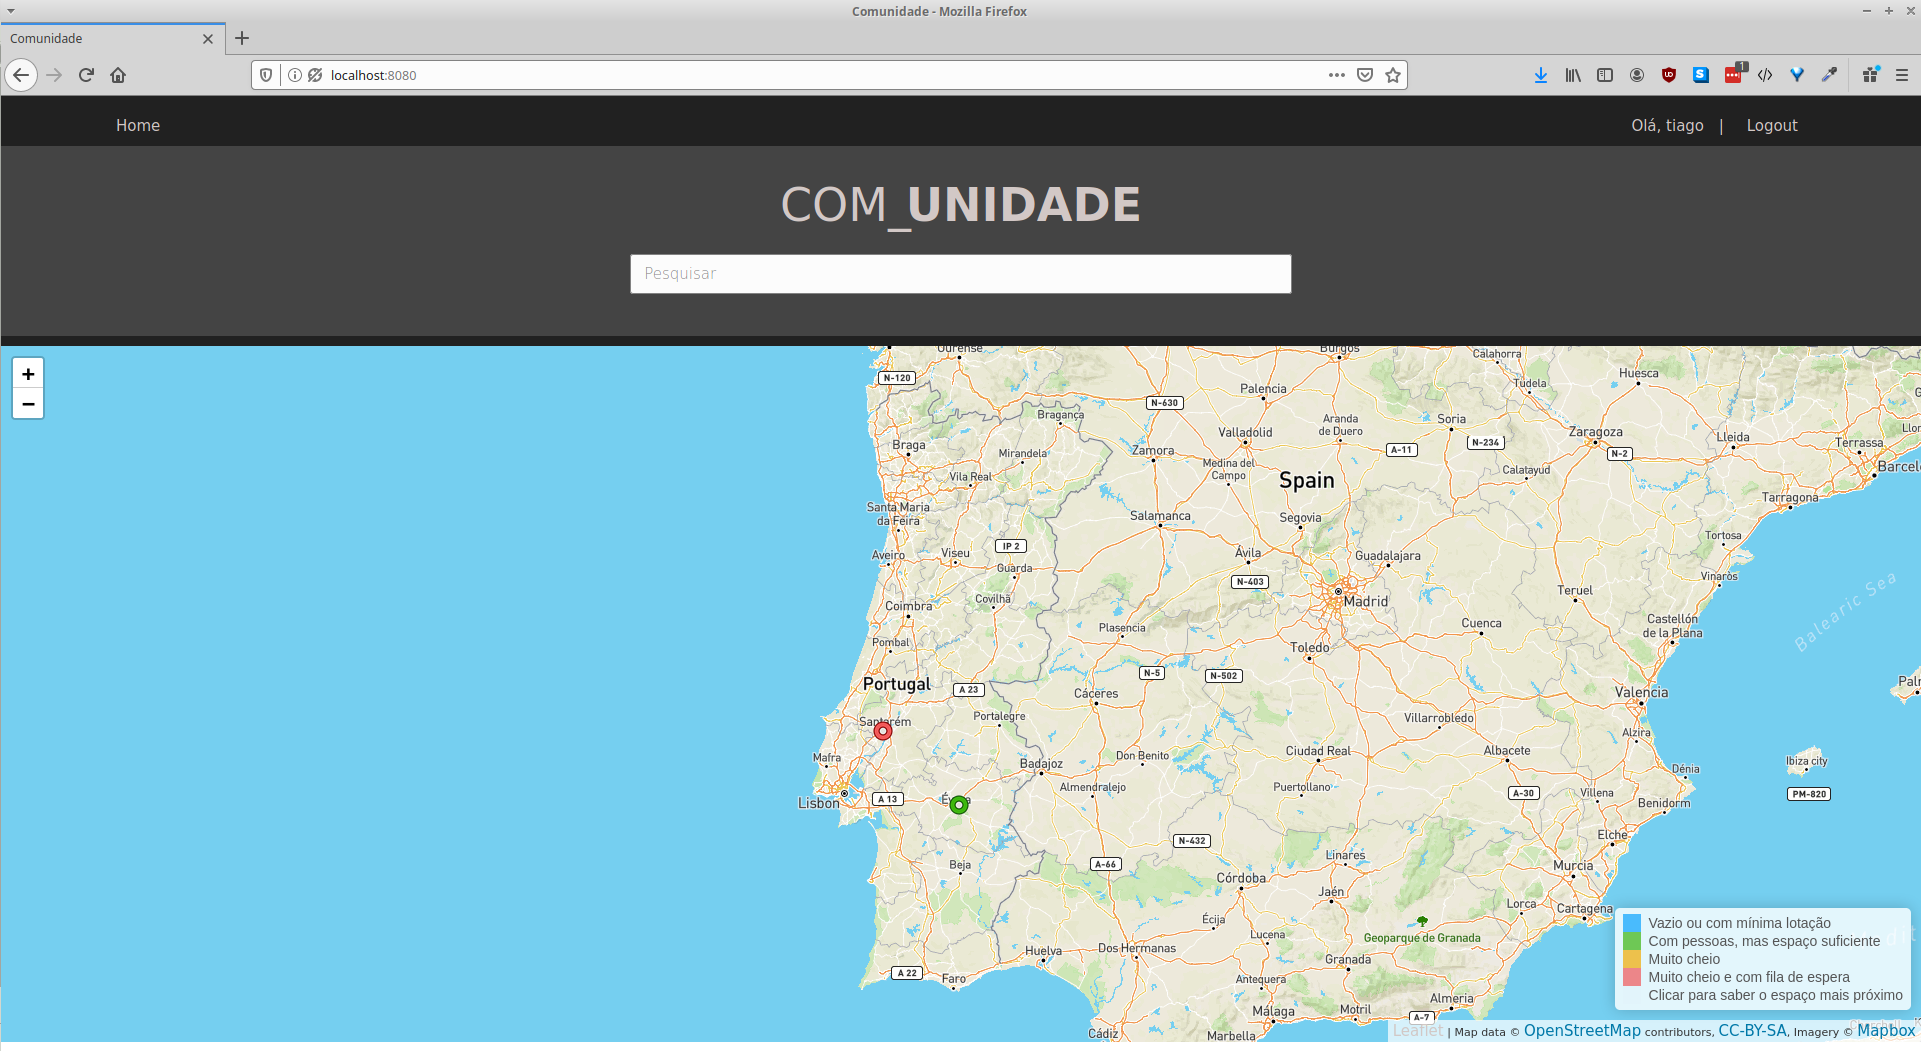 Comunidade - Mozilla Firefox
Comunidade
localhost:8080
1
Home
Olá, tiago | Logout
COM_UNIDADE
Pesquisar
+
−
Ourense
Burgos
Calahorra
N-120
Tudela
Huesca
Palencia
N-630
Bragança
Aranda
de Duero
Soria
Valladolid
Zaragoza
Lleida
Braga
Zamora
A-11
N-234
N-2
Terrassa
Mirandela
Medina del
Campo
Calatayud
Vila Real
Spain
Tarragona
Santa Maria
da Feira
Salamanca
Segovia
IP 2
Tortosa
Aveiro
Viseu
Ávila
Guadalajara
Guarda
N-403
Vinaròs
Covilhã
Madrid
Teruel
Balearic Sea
Coimbra
Plasencia
Cuenca
Castellón
de la Plana
Pombal
Toledo
Portugal
A 23
N-5
N-502
Cáceres
Valencia
Santarém
Portalegre
Villarrobledo
Alzira
Mafra
Badajoz
Don Benito
Ciudad Real
Albacete
Ibiza city
Dénia
Lisbon
A 13
Almendralejo
Puertollano
A-30
Villena
Benidorm
PM-820
N-432
Elche
Beja
A-66
Linares
Murcia
Córdoba
Jaén
Lorca
Cartagena
Écija
Geoparque de Granada
Huelva
Dos Hermanas
Lucena
A 22
Faro
Granada
Antequera
Almería
Málaga
Motril
A-7
Cádiz
Marbella
Vazio ou com mínima lotação
Com pessoas, mas espaço suficiente
Muito cheio
Muito cheio e com fila de espera
Clicar para saber o espaço mais próximo
Leaflet | Map data © OpenStreetMap contributors, CC-BY-SA, Imagery © Mapbox